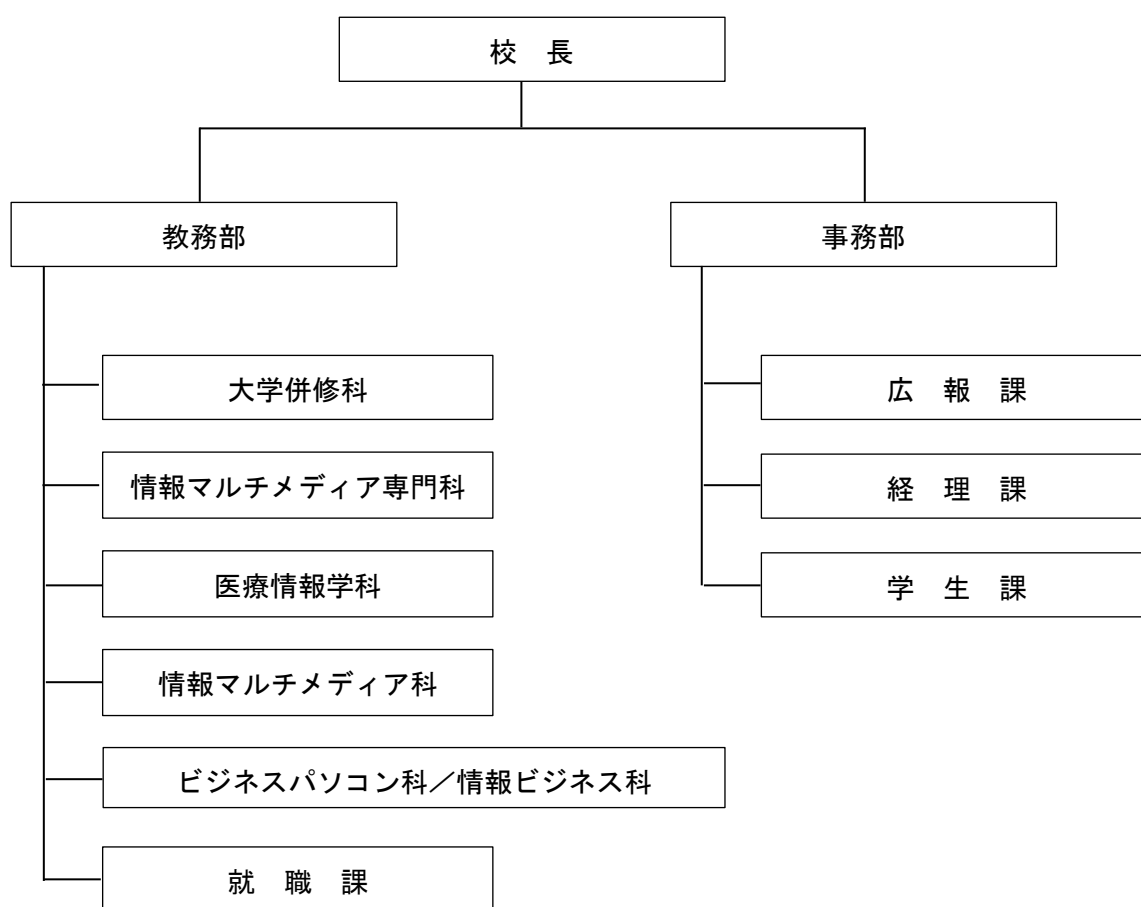 校　長
教務部
事務部
大学併修科
情報マルチメディア専門科
医療情報学科
情報マルチメディア科
ビジネスパソコン科／情報ビジネス科
就　職　課
広　報　課
経　理　課
学　生　課